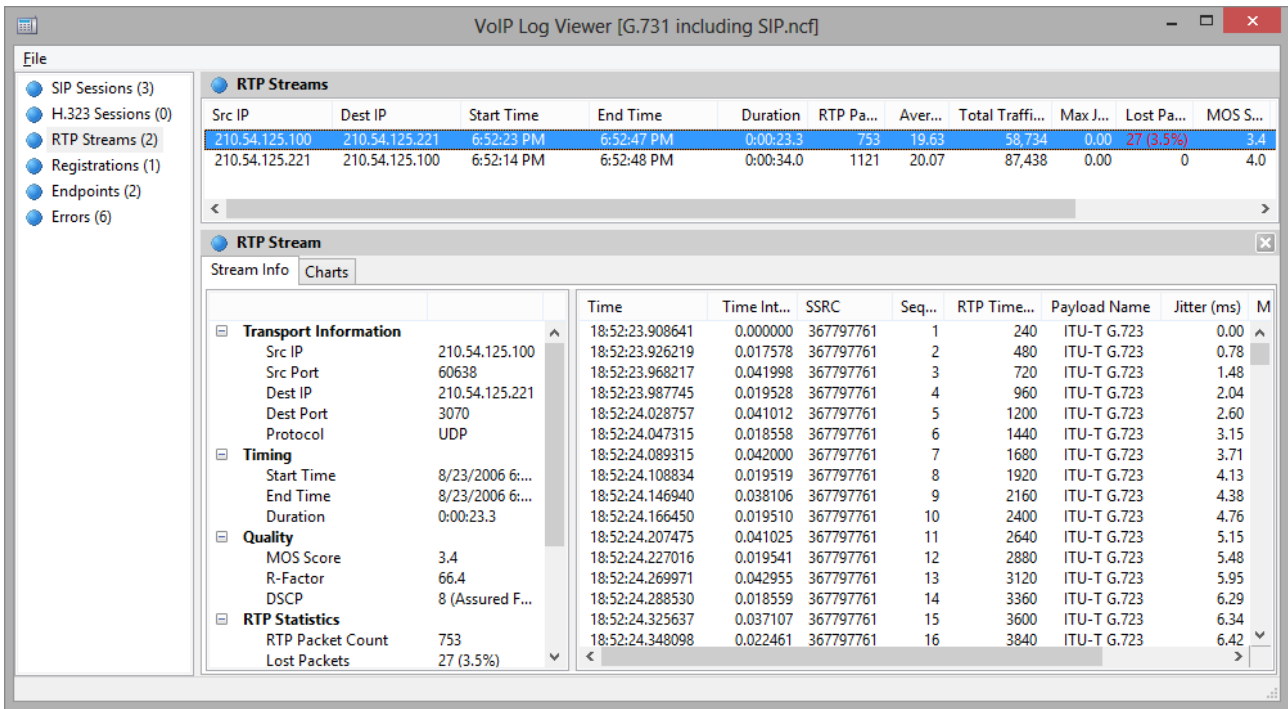 VoIP Log Viewer [G.731 including SIP.ncf]
File
SIP Sessions (3)
H.323 Sessions (0)
RTP Streams (2)
Registrations (1)
Endpoints (2)
Errors (6)
RTP Streams
Src IP Dest IP Start Time End Time Duration RTP Pa... Aver... Total Traffi... Max J... Lost Pa... MOS S...
210.54.125.100 210.54.125.221 6:52:23 PM 6:52:47 PM 0:00:23.3 753 19.63 58,734 0.00 27 (3.5%) 3.4
210.54.125.221 210.54.125.100 6:52:14 PM 6:52:48 PM 0:00:34.0 1121 20.07 87,438 0.00 0 4.0
RTP Stream
Stream Info Charts
Transport Information
Src IP 210.54.125.100
Src Port 60638
Dest IP 210.54.125.221
Dest Port 3070
Protocol UDP
Timing
Start Time 8/23/2006 6:...
End Time 8/23/2006 6:...
Duration 0:00:23.3
Quality
MOS Score 3.4
R-Factor 66.4
DSCP 8 (Assured F...
RTP Statistics
RTP Packet Count 753
Lost Packets 27 (3.5%)
Time Time Int... SSRC Seq... RTP Time... Payload Name Jitter (ms) M
18:52:23.908641 0.000000 367797761 1 240 ITU-T G.723 0.00
18:52:23.926219 0.017578 367797761 2 480 ITU-T G.723 0.78
18:52:23.968217 0.041998 367797761 3 720 ITU-T G.723 1.48
18:52:23.987745 0.019528 367797761 4 960 ITU-T G.723 2.04
18:52:24.028757 0.041012 367797761 5 1200 ITU-T G.723 2.60
18:52:24.047315 0.018558 367797761 6 1440 ITU-T G.723 3.15
18:52:24.089315 0.042000 367797761 7 1680 ITU-T G.723 3.71
18:52:24.108834 0.019519 367797761 8 1920 ITU-T G.723 4.13
18:52:24.146940 0.038106 367797761 9 2160 ITU-T G.723 4.38
18:52:24.166450 0.019510 367797761 10 2400 ITU-T G.723 4.76
18:52:24.207475 0.041025 367797761 11 2640 ITU-T G.723 5.15
18:52:24.227016 0.019541 367797761 12 2880 ITU-T G.723 5.48
18:52:24.269971 0.042955 367797761 13 3120 ITU-T G.723 5.95
18:52:24.288530 0.018559 367797761 14 3360 ITU-T G.723 6.29
18:52:24.325637 0.037107 367797761 15 3600 ITU-T G.723 6.34
18:52:24.348098 0.022461 367797761 16 3840 ITU-T G.723 6.42